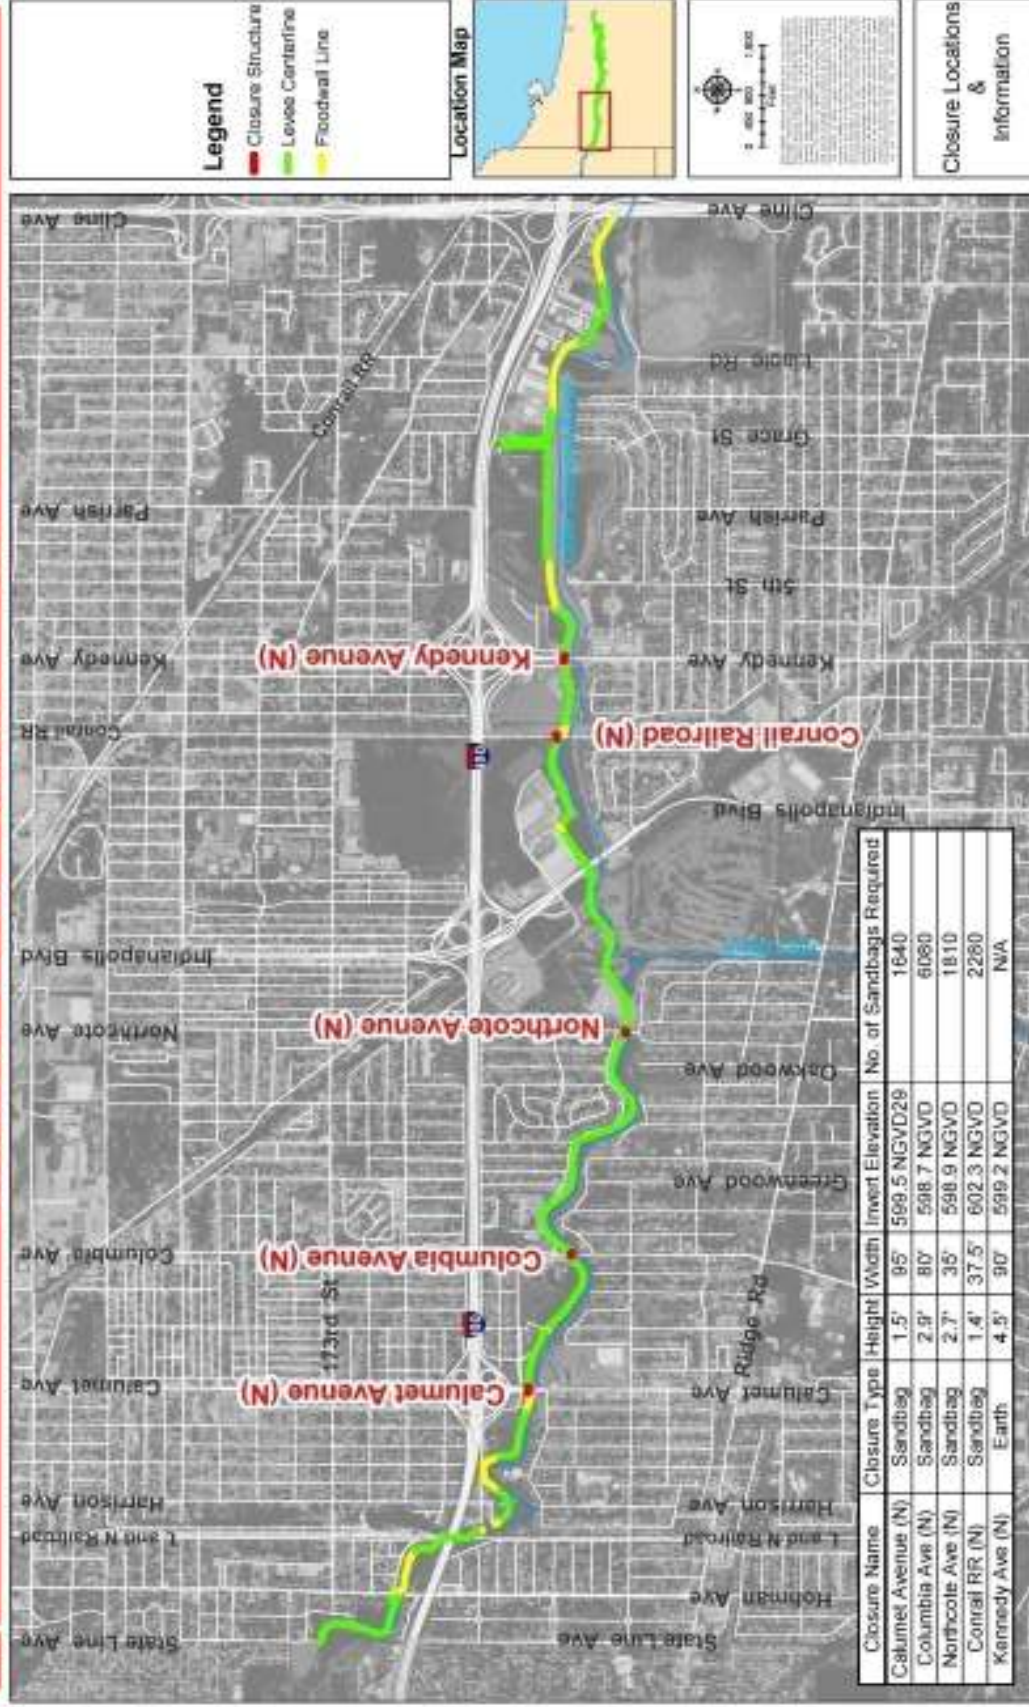 Legend
Closure Structure
Levee Centerline
Floodwall Line
Location Map
Feet
Closure Locations
&
Information
State Line Ave
L and N Railroad
Harrison Ave
Calumet Ave
Columbia Ave
Northcote Ave
Indianapolis Blvd
Conrail RR
Kennedy Ave
Parrish Ave
Cline Ave
Conrail RR
173rd St
Calumet Avenue (N)
Columbia Avenue (N)
Northcote Avenue (N)
Kennedy Avenue (N)
Conrail Railroad (N)
State Line Ave
Hohman Ave
L and N Railroad
Harrison Ave
Calumet Ave
Ridge Rd
Greenwood Ave
Oakwood Ave
Indianapolis Blvd
Kennedy Ave
5th St
Parrish Ave
Grace St
Cline Ave
Closure Name Closure Type Height Width Invert Elevation No. of Sandbags Required
Calumet Avenue (N) Sandbag 1.5' 95' 599.5 NGVD29 1640
Columbia Ave (N) Sandbag 2.9' 80' 598.7 NGVD 6080
Northcote Ave (N) Sandbag 2.7' 35' 598.9 NGVD 1810
Conrail RR (N) Sandbag 1.4' 37.5' 602.3 NGVD 2280
Kennedy Ave (N) Earth 4.5' 90' 599.2 NGVD N/A